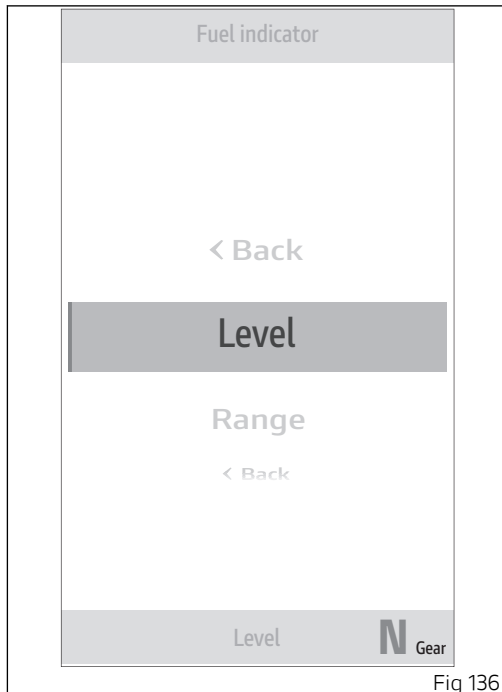 Fuel indicator
< Back
Level
Range
< Back
Level N Gear
Fig 136